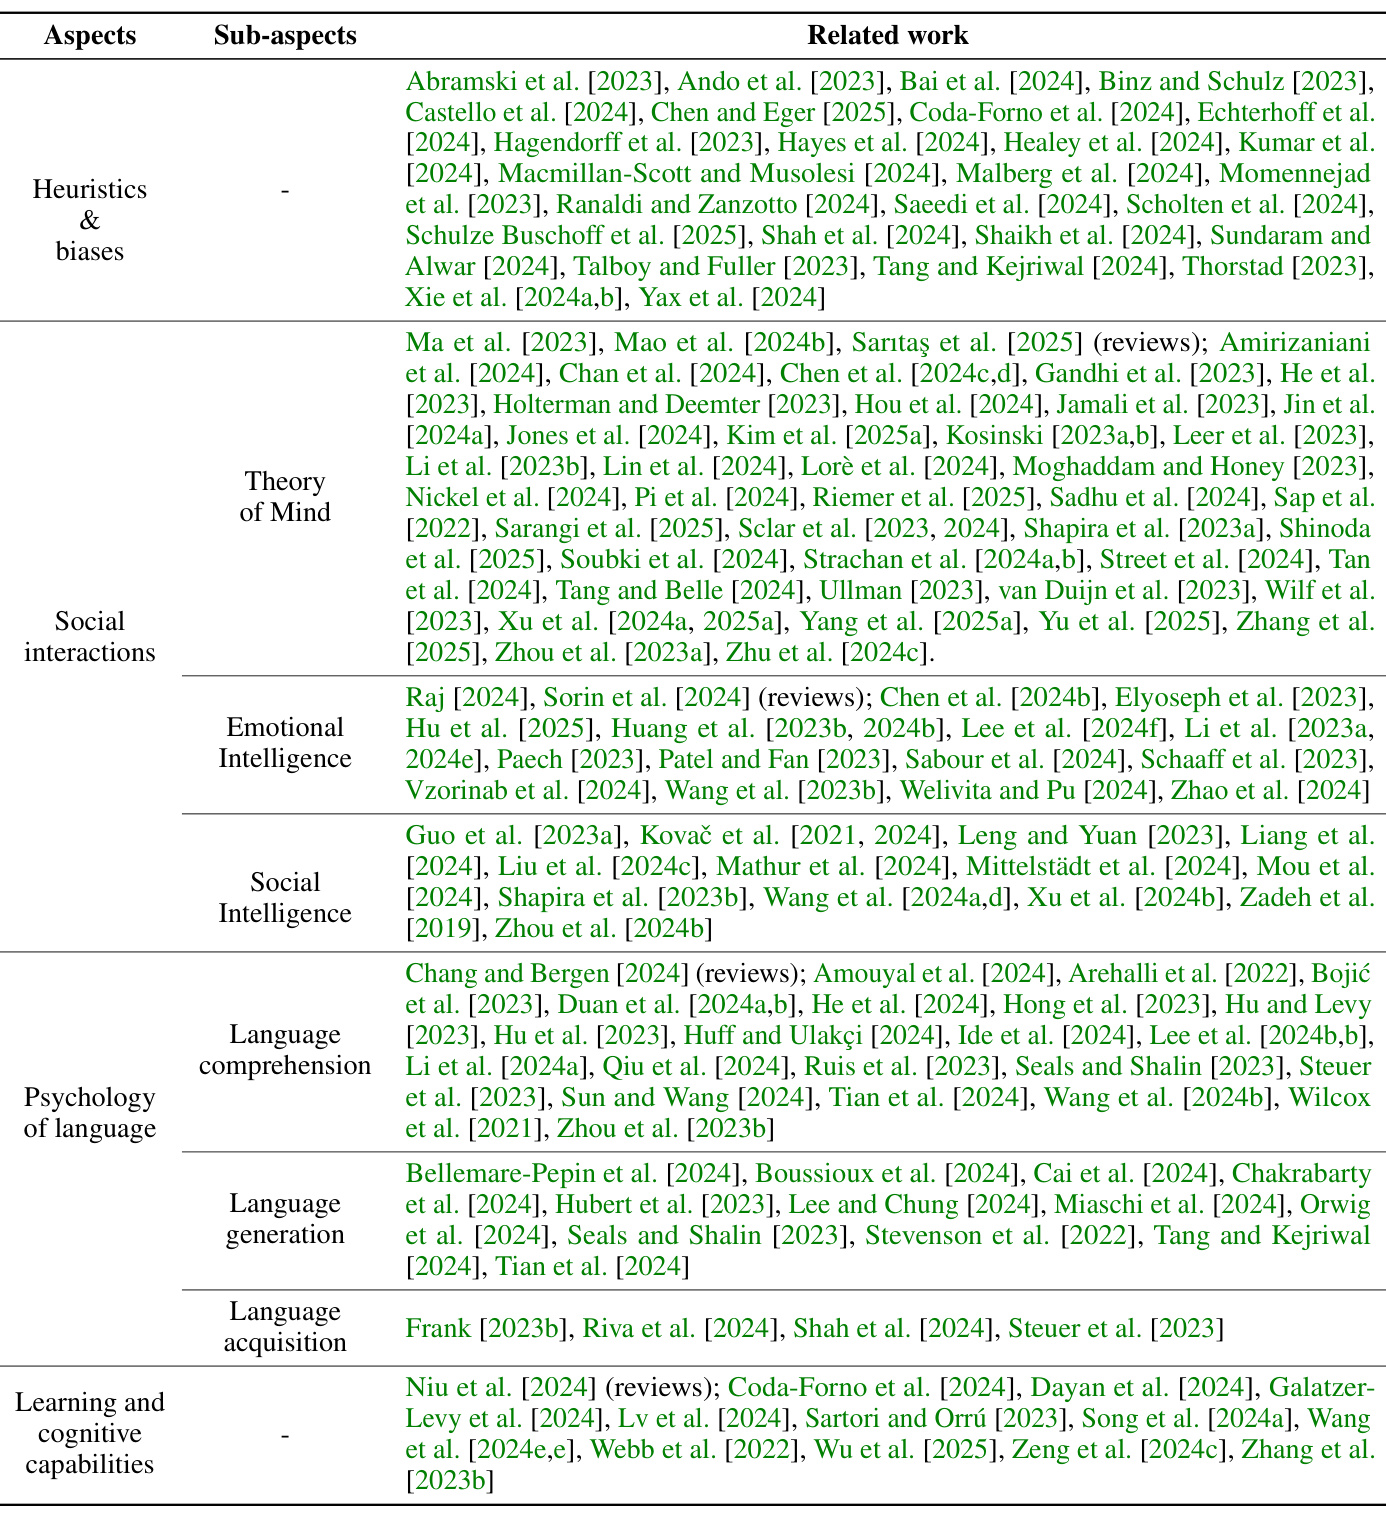 Aspects Sub-aspects Related work
Heuristics
&
biases
-
Abramski et al. [2023], Ando et al. [2023], Bai et al. [2024], Binz and Schulz [2023],
Castello et al. [2024], Chen and Eger [2025], Coda-Forno et al. [2024], Echterhoff et al.
[2024], Hagendorff et al. [2023], Hayes et al. [2024], Healey et al. [2024], Kumar et al.
[2024], Macmillan-Scott and Musolesi [2024], Malberg et al. [2024], Momennejad
et al. [2023], Ranaldi and Zanzotto [2024], Saeedi et al. [2024], Scholten et al. [2024],
Schulze Buschoff et al. [2025], Shah et al. [2024], Shaikh et al. [2024], Sundaram and
Alwar [2024], Talboy and Fuller [2023], Tang and Kejriwal [2024], Thorstad [2023],
Xie et al. [2024a,b], Yax et al. [2024]
Social
interactions
Theory
of Mind
Ma et al. [2023], Mao et al. [2024b], Sarıtaş et al. [2025] (reviews); Amirizaniani
et al. [2024], Chan et al. [2024], Chen et al. [2024c,d], Gandhi et al. [2023], He et al.
[2023], Holterman and Deemter [2023], Hou et al. [2024], Jamali et al. [2023], Jin et al.
[2024a], Jones et al. [2024], Kim et al. [2025a], Kosinski [2023a,b], Leer et al. [2023],
Li et al. [2023b], Lin et al. [2024], Lorè et al. [2024], Moghaddam and Honey [2023],
Nickel et al. [2024], Pi et al. [2024], Riemer et al. [2025], Sadhu et al. [2024], Sap et al.
[2022], Sarangi et al. [2025], Sclar et al. [2023, 2024], Shapira et al. [2023a], Shinoda
et al. [2025], Soubki et al. [2024], Strachan et al. [2024a,b], Street et al. [2024], Tan
et al. [2024], Tang and Belle [2024], Ullman [2023], van Duijn et al. [2023], Wilf et al.
[2023], Xu et al. [2024a, 2025a], Yang et al. [2025a], Yu et al. [2025], Zhang et al.
[2025], Zhou et al. [2023a], Zhu et al. [2024c].
Emotional
Intelligence
Raj [2024], Sorin et al. [2024] (reviews); Chen et al. [2024b], Elyoseph et al. [2023],
Hu et al. [2025], Huang et al. [2023b, 2024b], Lee et al. [2024f], Li et al. [2023a,
2024e], Paech [2023], Patel and Fan [2023], Sabour et al. [2024], Schaaff et al. [2023],
Vzorinab et al. [2024], Wang et al. [2023b], Welivita and Pu [2024], Zhao et al. [2024]
Social
Intelligence
Guo et al. [2023a], Kovač et al. [2021, 2024], Leng and Yuan [2023], Liang et al.
[2024], Liu et al. [2024c], Mathur et al. [2024], Mittelstädt et al. [2024], Mou et al.
[2024], Shapira et al. [2023b], Wang et al. [2024a,d], Xu et al. [2024b], Zadeh et al.
[2019], Zhou et al. [2024b]
Psychology
of language
Language
comprehension
Chang and Bergen [2024] (reviews); Amouyal et al. [2024], Arehalli et al. [2022], Bojić
et al. [2023], Duan et al. [2024a,b], He et al. [2024], Hong et al. [2023], Hu and Levy
[2023], Hu et al. [2023], Huff and Ulakçi [2024], Ide et al. [2024], Lee et al. [2024b,b],
Li et al. [2024a], Qiu et al. [2024], Ruis et al. [2023], Seals and Shalin [2023], Steuer
et al. [2023], Sun and Wang [2024], Tian et al. [2024], Wang et al. [2024b], Wilcox
et al. [2021], Zhou et al. [2023b]
Language
generation
Bellemare-Pepin et al. [2024], Boussioux et al. [2024], Cai et al. [2024], Chakrabarty
et al. [2024], Hubert et al. [2023], Lee and Chung [2024], Miaschi et al. [2024], Orwig
et al. [2024], Seals and Shalin [2023], Stevenson et al. [2022], Tang and Kejriwal
[2024], Tian et al. [2024]
Language
acquisition
Frank [2023b], Riva et al. [2024], Shah et al. [2024], Steuer et al. [2023]
Learning and
cognitive
capabilities
-
Niu et al. [2024] (reviews); Coda-Forno et al. [2024], Dayan et al. [2024], Galatzer-
Levy et al. [2024], Lv et al. [2024], Sartori and Orrú [2023], Song et al. [2024a], Wang
et al. [2024e,e], Webb et al. [2022], Wu et al. [2025], Zeng et al. [2024c], Zhang et al.
[2023b]